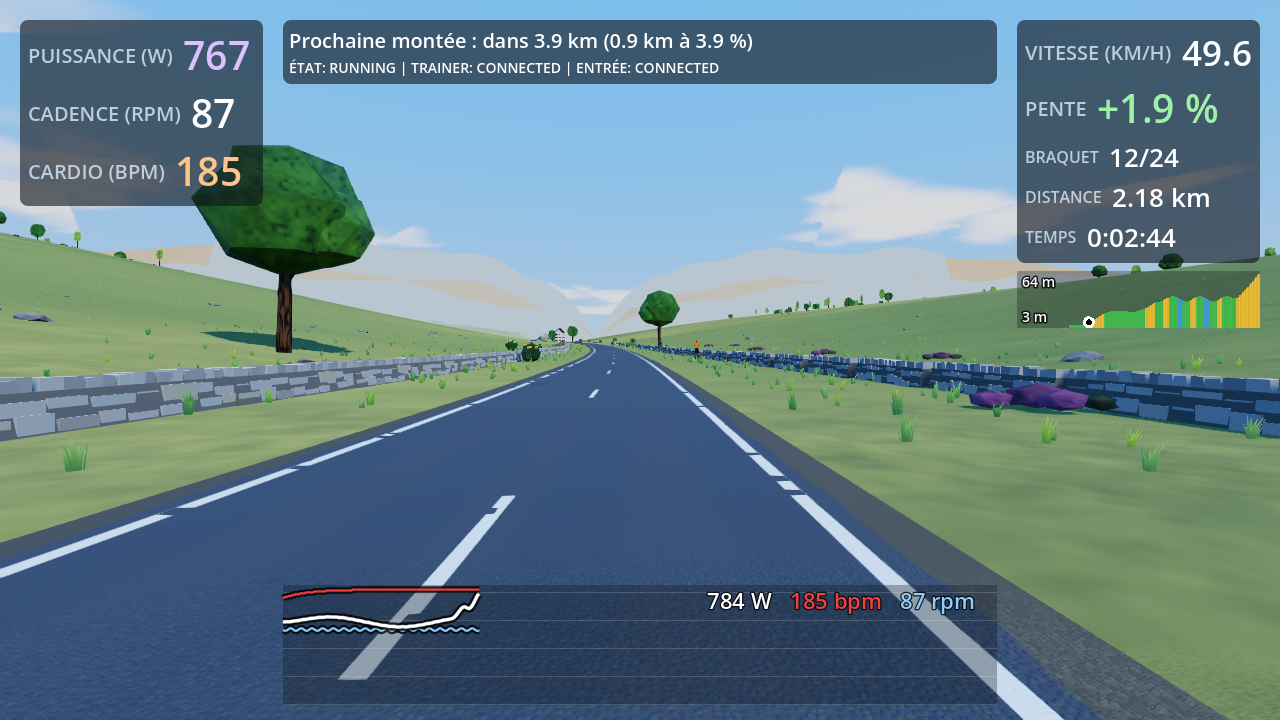 PUISSANCE (W) 767
CADENCE (RPM) 87
CARDIO (BPM) 185
Prochaine montée : dans 3.9 km (0.9 km à 3.9 %)
ÉTAT: RUNNING | TRAINER: CONNECTED | ENTRÉE: CONNECTED
VITESSE (KM/H) 49.6
PENTE +1.9 %
BRAQUET 12/24
DISTANCE 2.18 km
TEMPS 0:02:44
64 m
3 m
784 W 185 bpm 87 rpm